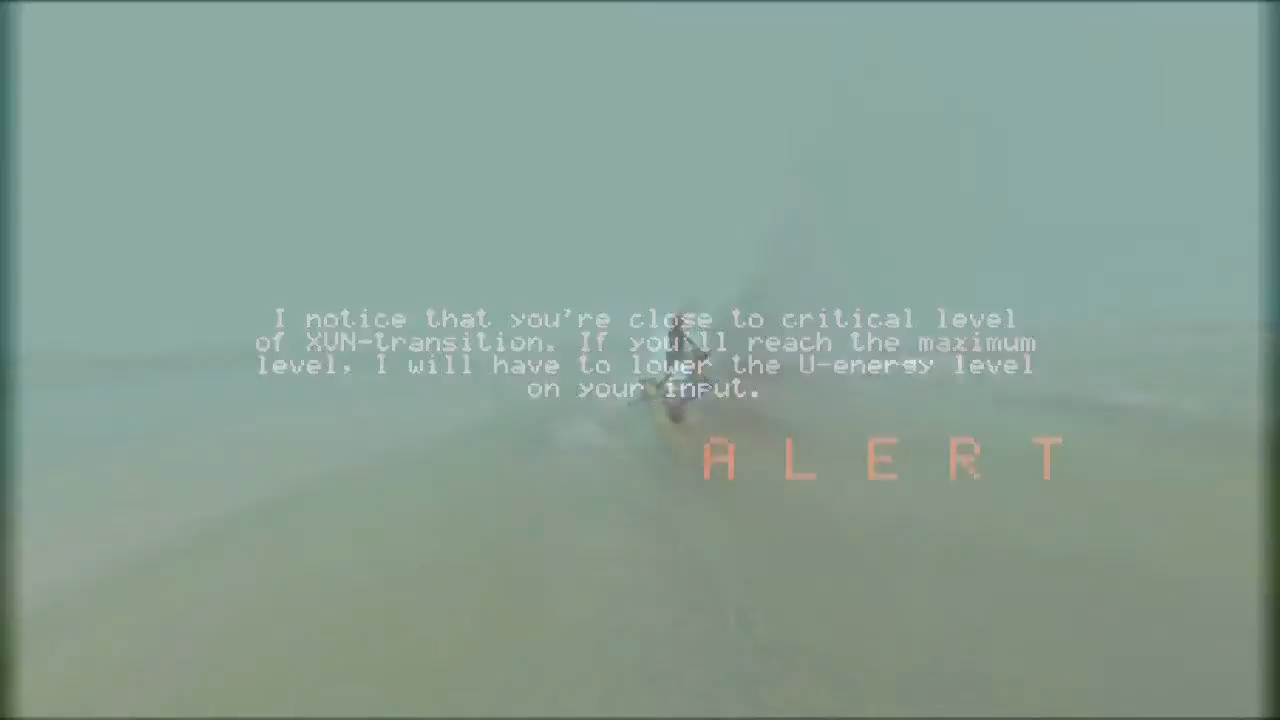 I notice that you're close to critical level
of XVN-transition. If you'll reach the maximum
level, I will have to lower the U-energy level
on your input.
A L E R T